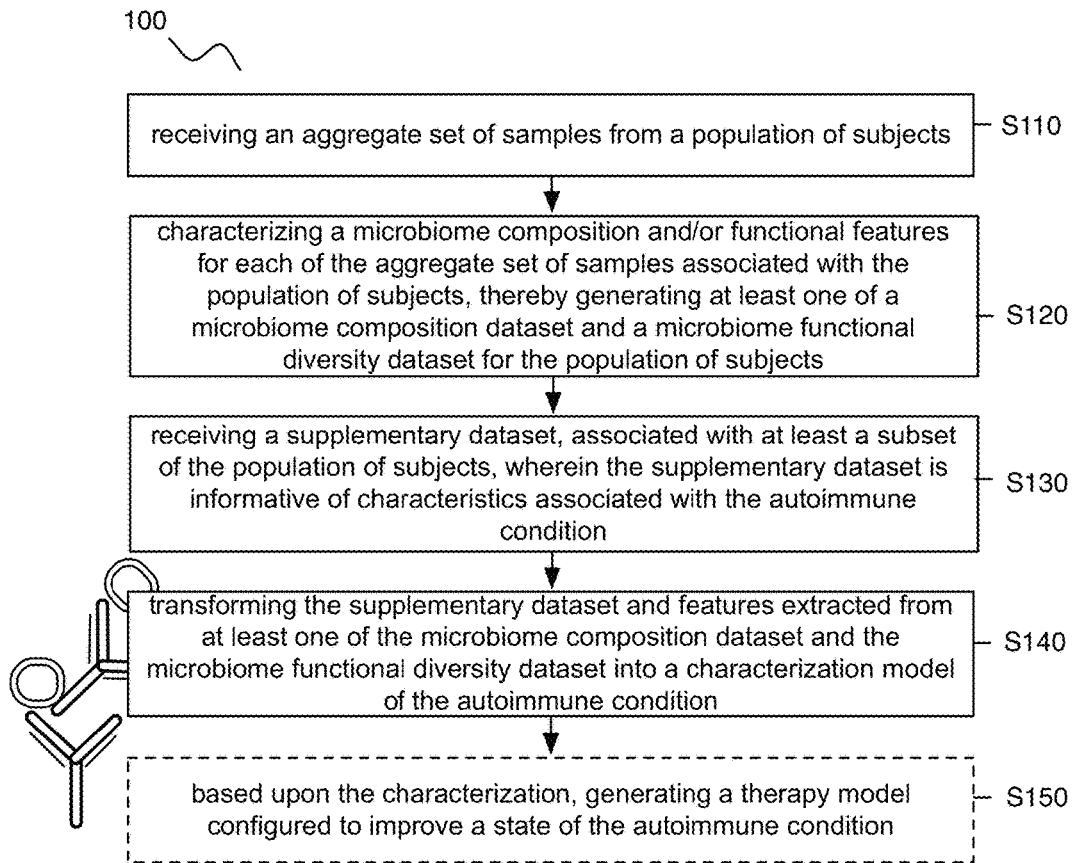 100
receiving an aggregate set of samples from a population of subjects
S110
characterizing a microbiome composition and/or functional features
for each of the aggregate set of samples associated with the
population of subjects, thereby generating at least one of a
microbiome composition dataset and a microbiome functional
diversity dataset for the population of subjects
S120
receiving a supplementary dataset, associated with at least a subset
of the population of subjects, wherein the supplementary dataset is
informative of characteristics associated with the autoimmune
condition
S130
transforming the supplementary dataset and features extracted from
at least one of the microbiome composition dataset and the
microbiome functional diversity dataset into a characterization model
of the autoimmune condition
S140
based upon the characterization, generating a therapy model
configured to improve a state of the autoimmune condition
S150